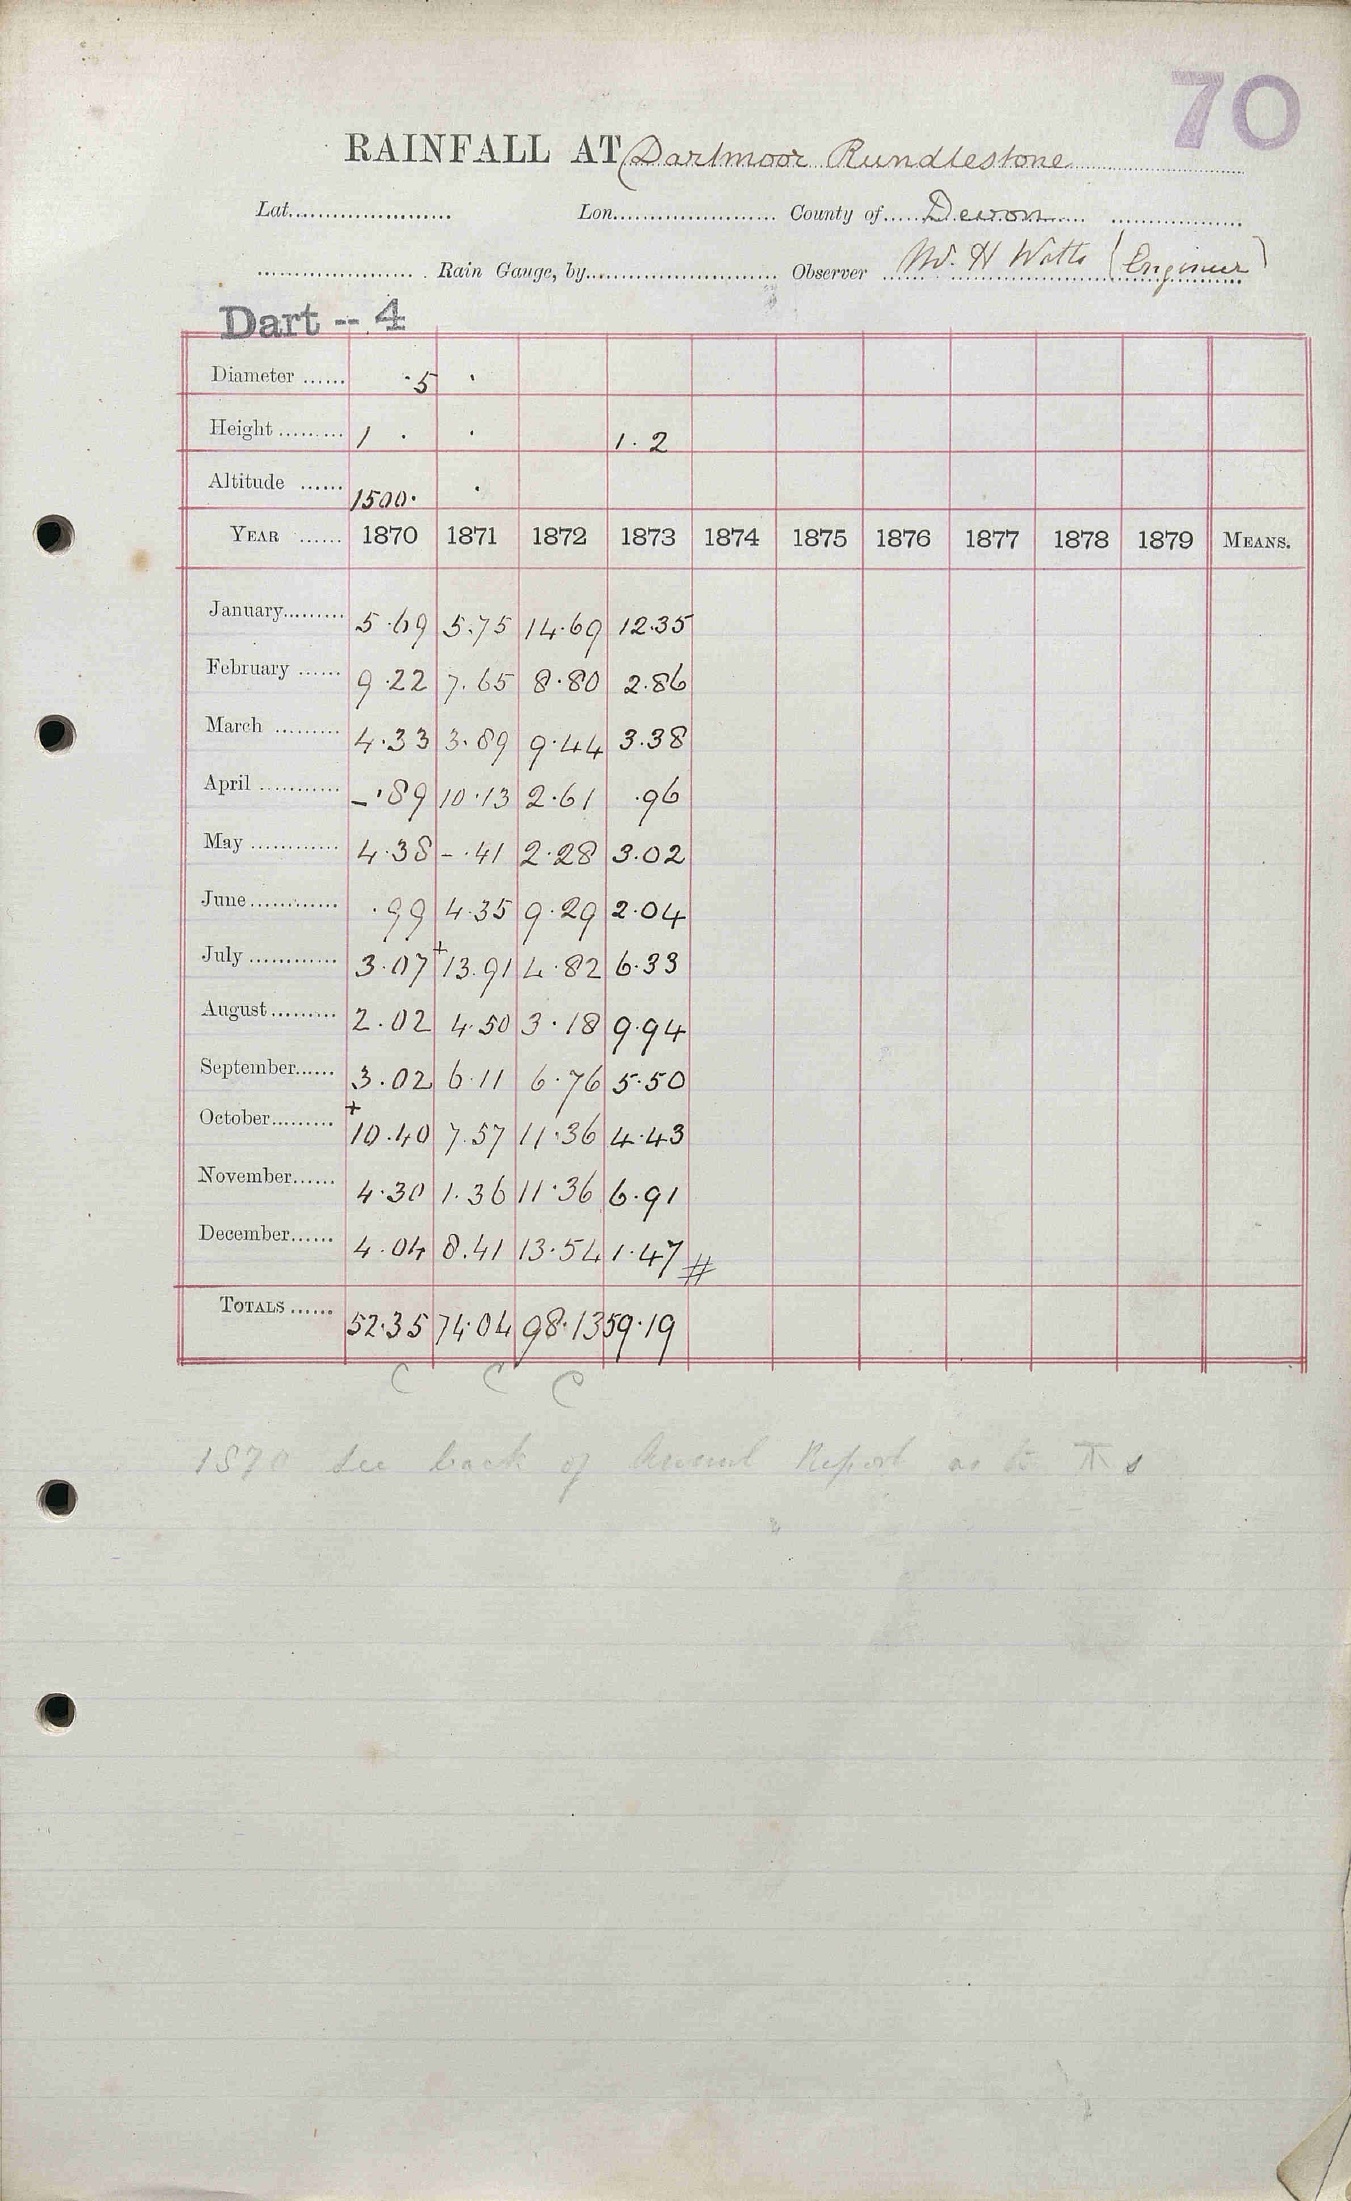 70
RAINFALL AT Dartmoor Rundlestone
Lat. Lon. County of Devon
Rain Gauge, by Observer Mr. H Watts (Engineer)
Dart -- 4
Diameter ...... ·5 ·
Height ......... 1 · · 1·2
Altitude ...... 1500· ·
YEAR ...... 1870 1871 1872 1873 1874 1875 1876 1877 1878 1879 MEANS.
January......... 5·69 5.75 14·69 12·35
February ...... 9·22 7.65 8·80 2.86
March ......... 4·33 3.89 9·44 3.38
April ........... –·89 10·13 2·61 ·96
May ............ 4·38 –·41 2·28 3.02
June............ ·99 4·35 9·29 2·04
July ............ 3·07 +13.91 4·82 6·33
August......... 2·02 4·50 3·18 9·94
September...... 3·02 6·11 6·76 5·50
October......... +10·40 7.57 11·36 4·43
November...... 4·30 1·36 11·36 6·91
December...... 4·04 8.41 13·54 1·47 #
TOTALS ...... 52·35 74·04 98·13 59·19
C C C
1870 See back of Annual Report as to